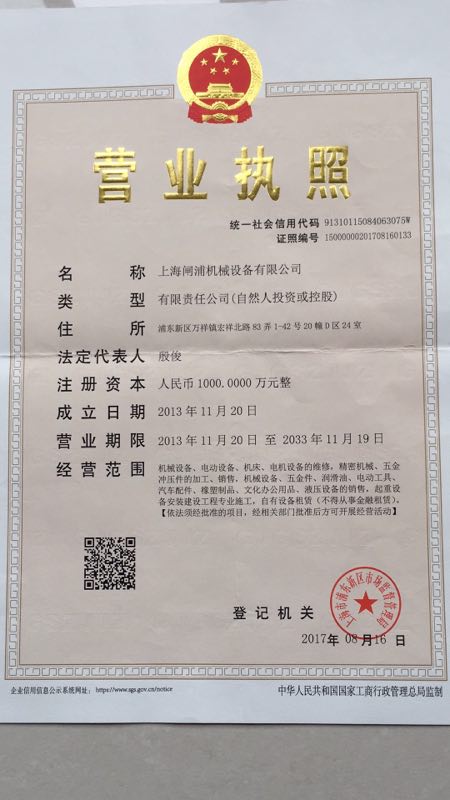 营业执照
统一社会信用代码 91310115084063075W
证照编号 15000000201708160133
名称 上海闸浦机械设备有限公司
类型 有限责任公司(自然人投资或控股)
住所 浦东新区万祥镇宏祥北路83弄1-42号20幢D区24室
法定代表人 殷俊
注册资本 人民币1000.0000万元整
成立日期 2013年11月20日
营业期限 2013年11月20日 至 2033年11月19日
经营范围 机械设备、电动设备、机床、电机设备的维修,精密机械、五金
冲压件的加工、销售,机械设备、五金件、润滑油、电动工具、
汽车配件、橡塑制品、文化办公用品、液压设备的销售,起重设
备安装建设工程专业施工,自有设备租赁(不得从事金融租赁)。
【依法须经批准的项目,经相关部门批准后方可开展经营活动】
登记机关
上海市浦东新区市场监督管理局
2017年08月16日
企业信用信息公示系统网址: https://www.sgs.gov.cn/notice
中华人民共和国国家工商行政管理总局监制